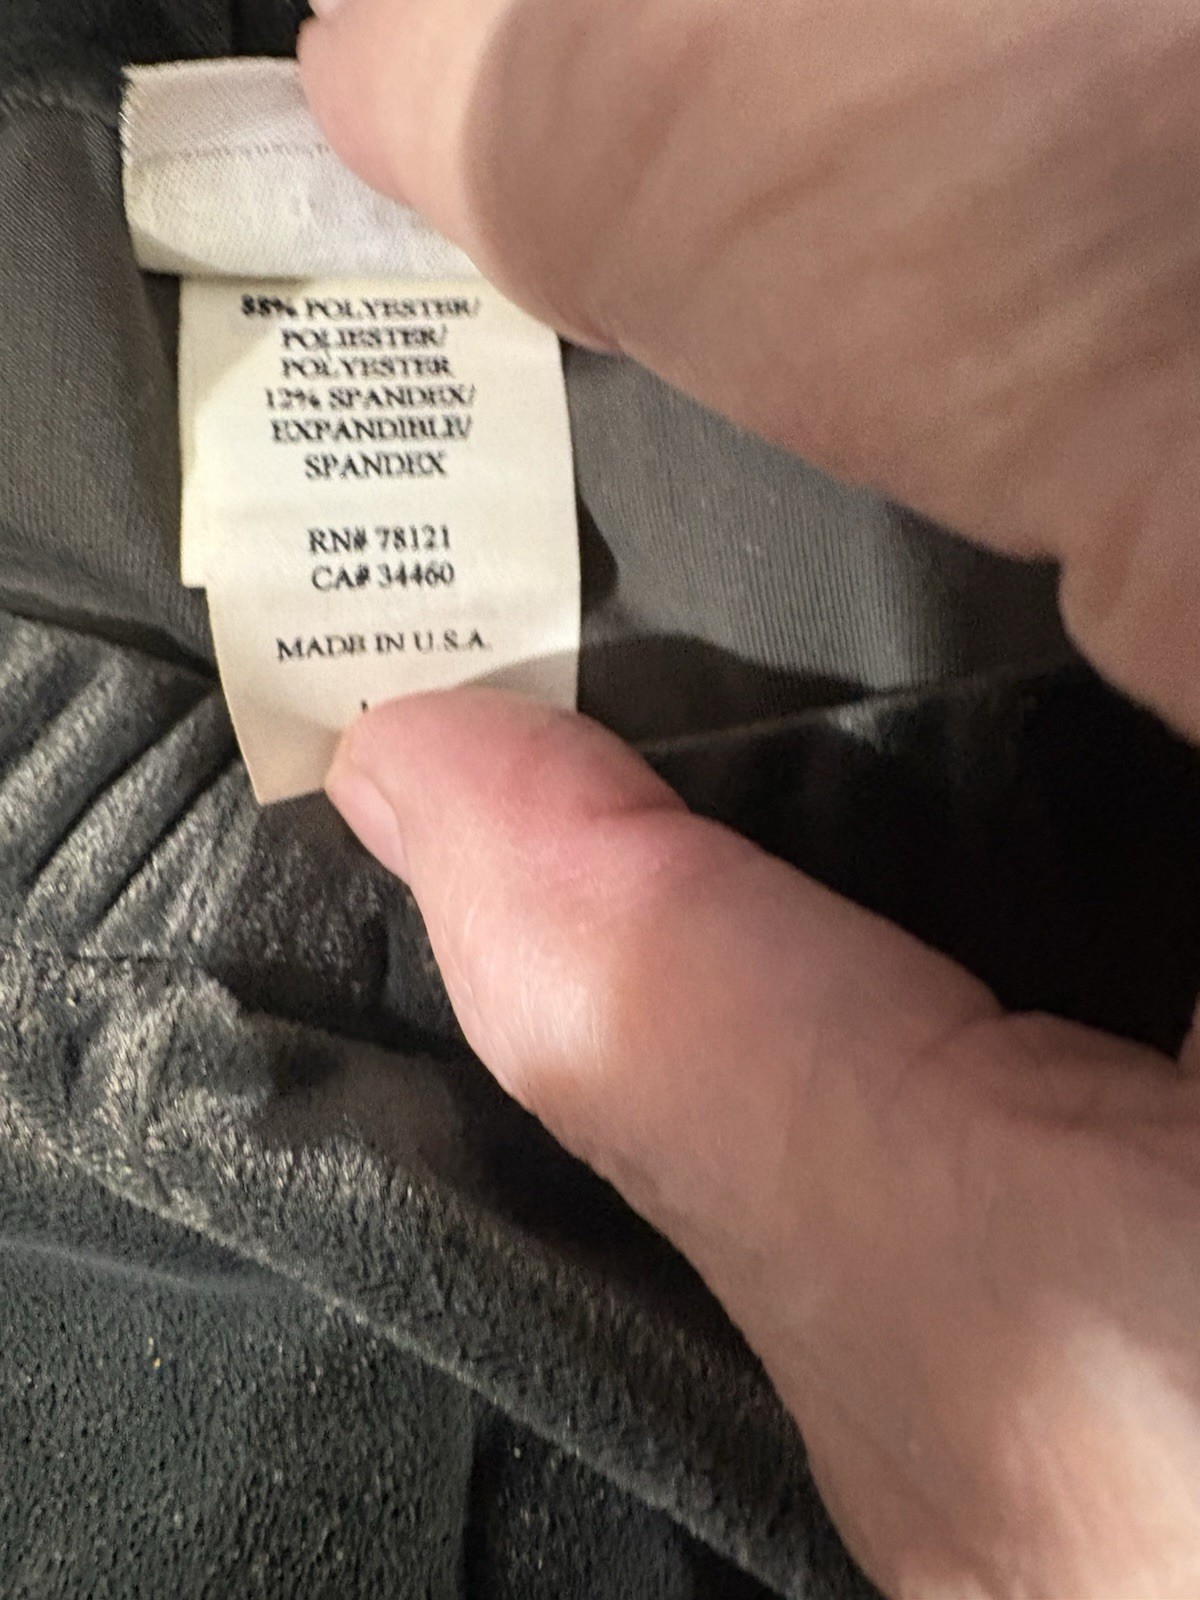 88% POLYESTER/
POLIESTER/
POLYESTER
12% SPANDEX/
EXPANDIBLE/
SPANDEX
RN# 78121
CA# 34460
MADE IN U.S.A.